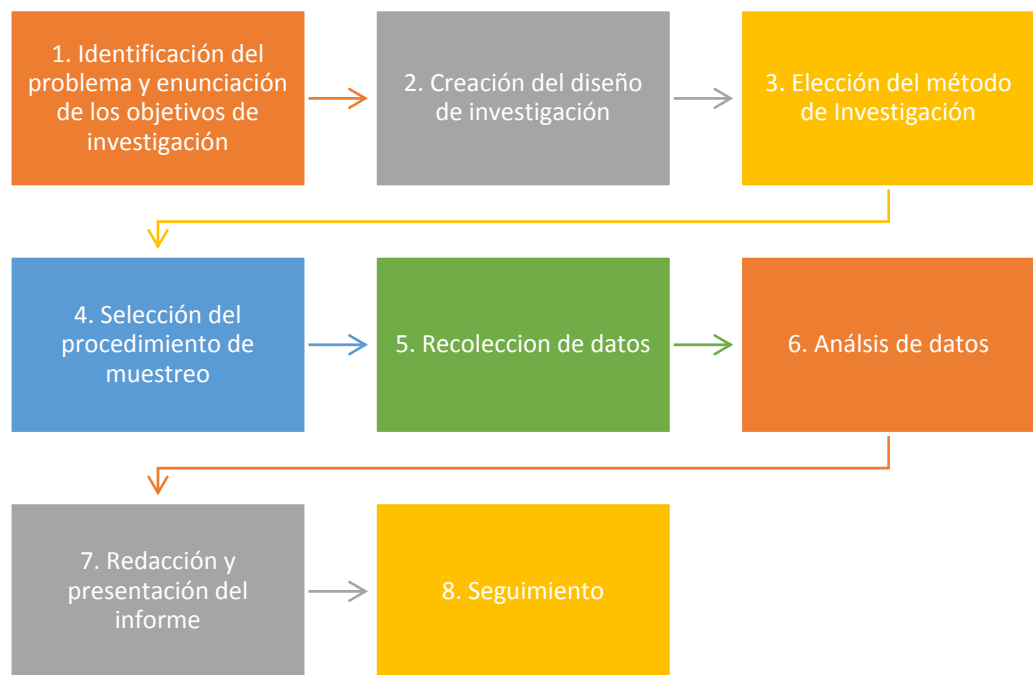 1. Identificación del
problema y enunciación
de los objetivos de
investigación
2. Creación del diseño
de investigación
3. Elección del método
de Investigación
4. Selección del
procedimiento de
muestreo
5. Recoleccion de datos
6. Análsis de datos
7. Redacción y
presentación del
informe
8. Seguimiento